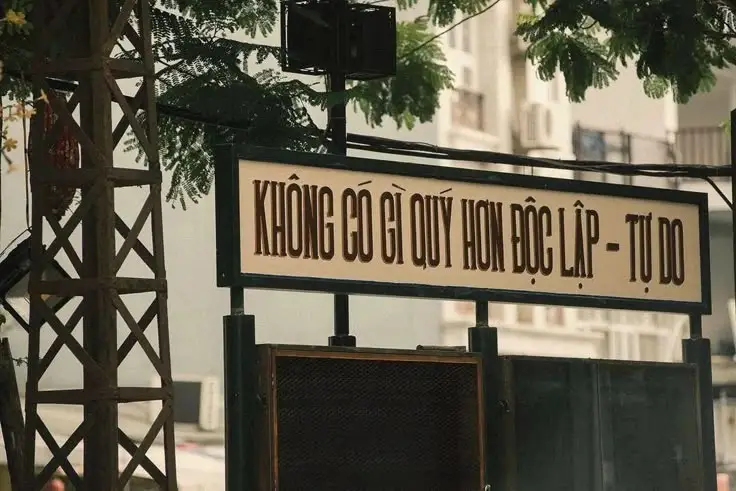 KHÔNG CÓ GÌ QUÝ HƠN ĐỘC LẬP - TỰ DO